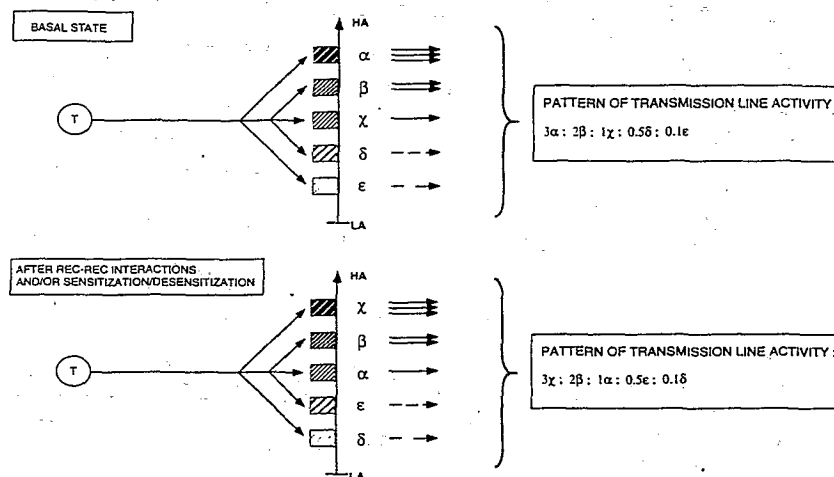 BASAL STATE
HA
α
β
T
χ
δ
ε
LA
PATTERN OF TRANSMISSION LINE ACTIVITY
3α : 2β : 1χ : 0.5δ : 0.1ε
AFTER REC-REC INTERACTIONS
AND/OR SENSITIZATION/DESENSITIZATION
HA
χ
β
T
α
ε
δ
LA
PATTERN OF TRANSMISSION LINE ACTIVITY :
3χ : 2β : 1α : 0.5ε : 0.1δ